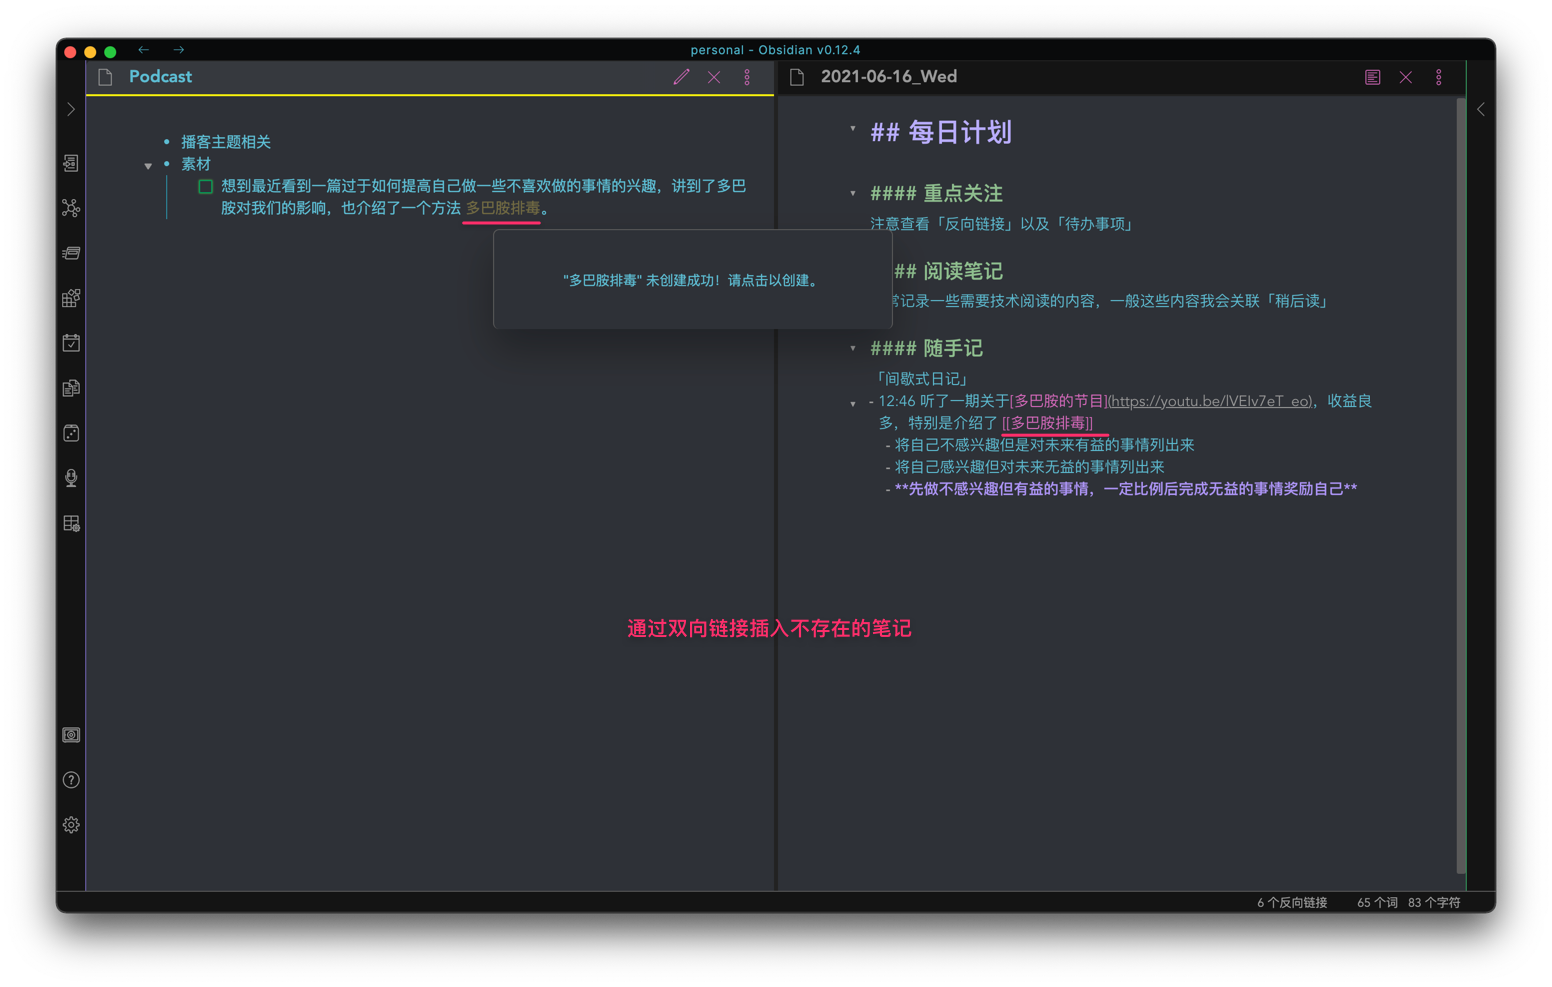 personal - Obsidian v0.12.4
Podcast
播客主题相关
素材
想到最近看到一篇过于如何提高自己做一些不喜欢做的事情的兴趣，讲到了多巴
胺对我们的影响，也介绍了一个方法 多巴胺排毒。
"多巴胺排毒" 未创建成功！请点击以创建。
2021-06-16_Wed
## 每日计划
#### 重点关注
注意查看「反向链接」以及「待办事项」
## 阅读笔记
常记录一些需要技术阅读的内容，一般这些内容我会关联「稍后读」
#### 随手记
「间歇式日记」
- 12:46 听了一期关于[多巴胺的节目](https://youtu.be/lVElv7eT_eo)，收益良
多，特别是介绍了 [[多巴胺排毒]]
- 将自己不感兴趣但是对未来有益的事情列出来
- 将自己感兴趣但对未来无益的事情列出来
- **先做不感兴趣但有益的事情，一定比例后完成无益的事情奖励自己**
通过双向链接插入不存在的笔记
6 个反向链接 65 个词 83 个字符